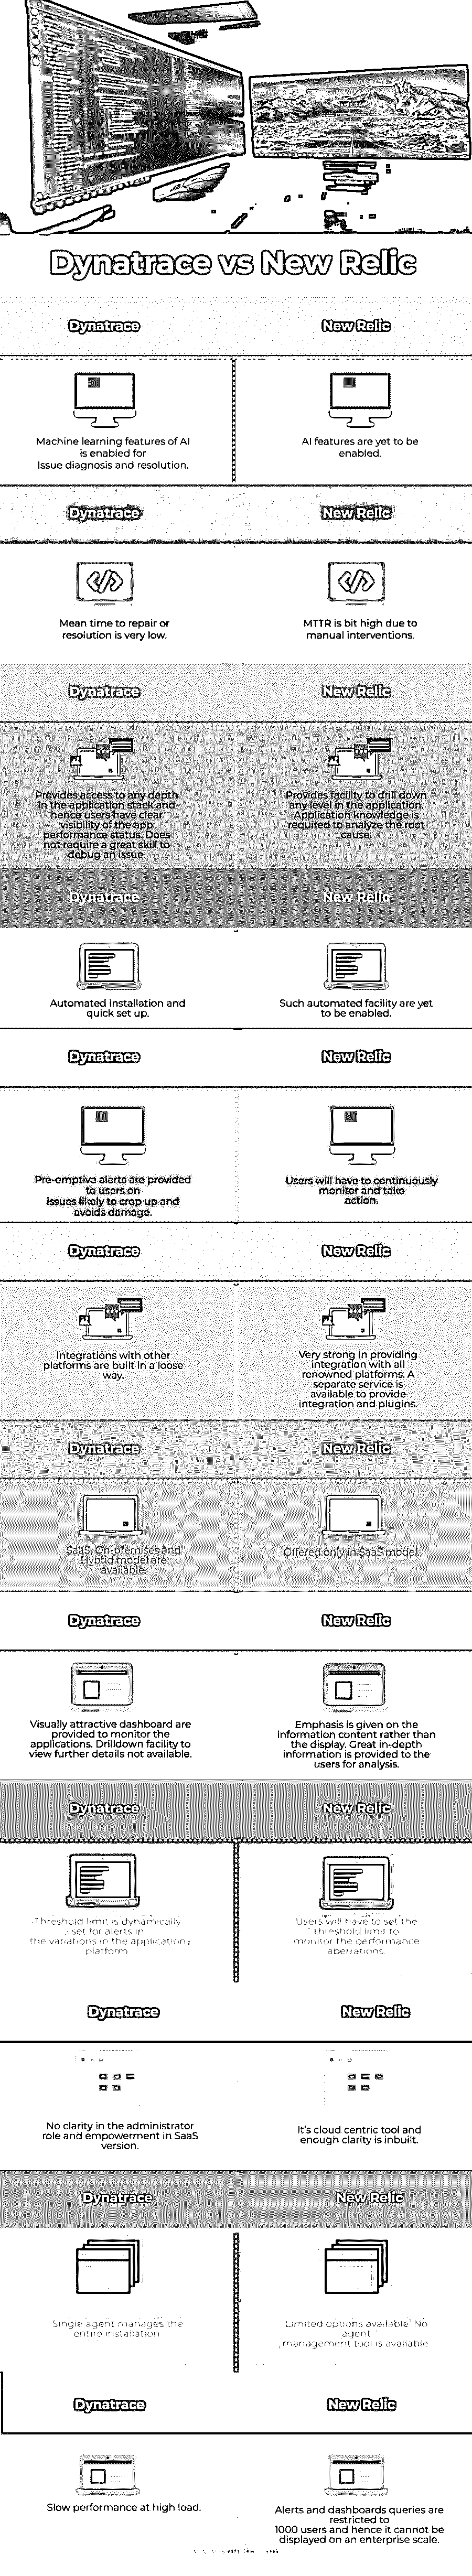 Dynatrace vs New Relic
Dynatrace
New Relic
Machine learning features of AI
is enabled for
Issue diagnosis and resolution.
AI features are yet to be
enabled.
Dynatrace
New Relic
Mean time to repair or
resolution is very low.
MTTR is bit high due to
manual interventions.
Dynatrace
New Relic
Provides access to any depth
in the application stack and
hence users have clear
visibility of the app
performance status. Does
not require a great skill to
debug an issue.
Provides facility to drill down
any level in the application.
Application knowledge is
required to analyze the root
cause.
Dynatrace
New Relic
Automated installation and
quick set up.
Such automated facility are yet
to be enabled.
Dynatrace
New Relic
Pre-emptive alerts are provided
to users on
issues likely to crop up and
avoids damage.
Users will have to continuously
monitor and take
action.
Dynatrace
New Relic
Integrations with other
platforms are built in a loose
way.
Very strong in providing
integration with all
renowned platforms. A
separate service is
available to provide
integration and plugins.
Dynatrace
New Relic
SaaS, On-premises and
Hybrid model are
available.
Offered only in SaaS model.
Dynatrace
New Relic
Visually attractive dashboard are
provided to monitor the
applications. Drilldown facility to
view further details not available.
Emphasis is given on the
information content rather than
the display. Great in-depth
information is provided to the
users for analysis.
Dynatrace
New Relic
Threshold limit is dynamically
set for alerts in
the variations in the application
platform
Users will have to set the
threshold limit to
monitor the performance
aberrations.
Dynatrace
New Relic
No clarity in the administrator
role and empowerment in SaaS
version.
It's cloud centric tool and
enough clarity is inbuilt.
Dynatrace
New Relic
Single agent manages the
entire installation
Limited options available. No
agent
management tool is available
Dynatrace
New Relic
Slow performance at high load.
Alerts and dashboards queries are
restricted to
1000 users and hence it cannot be
displayed on an enterprise scale.